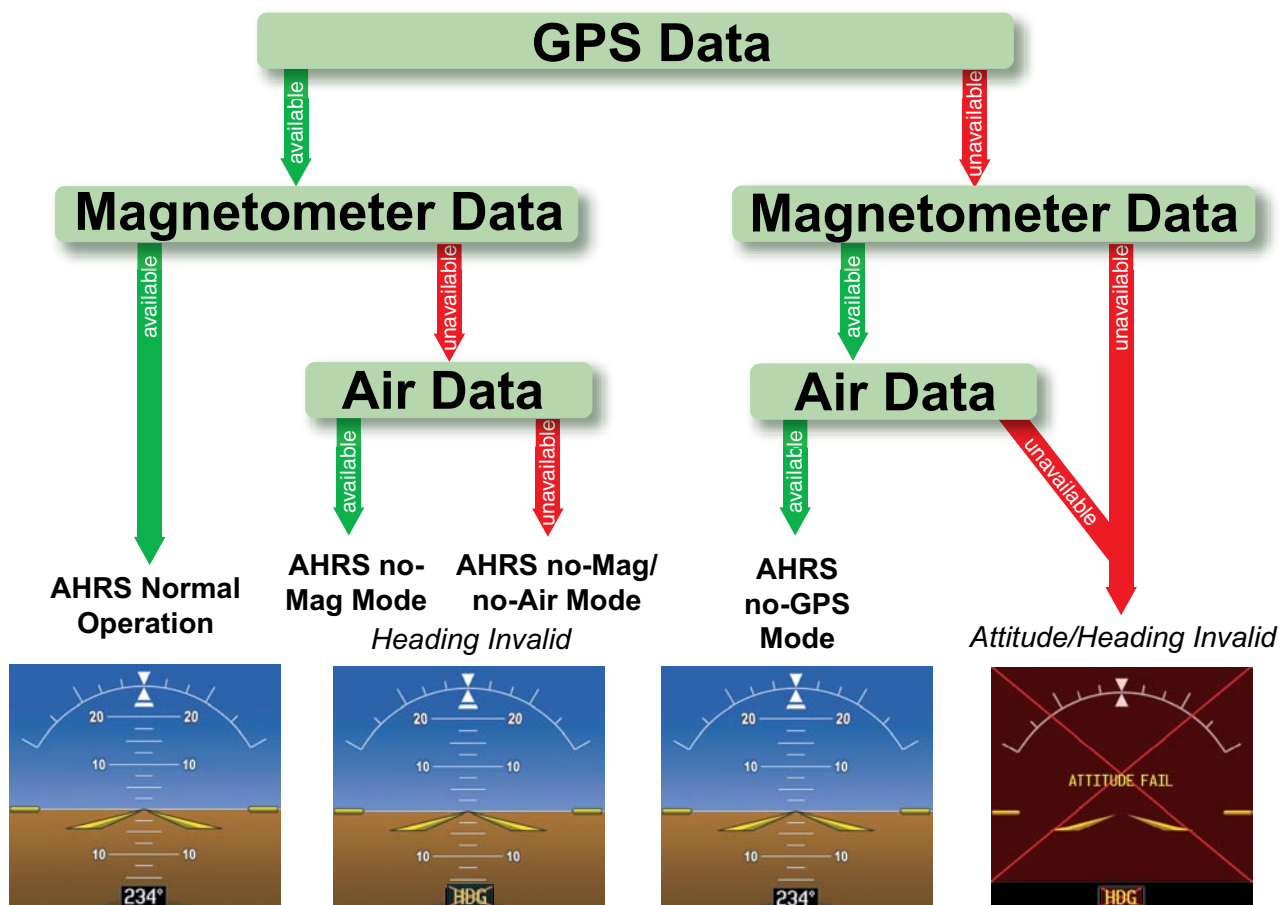 GPS Data
available
unavailable
Magnetometer Data
Magnetometer Data
available
unavailable
available
unavailable
Air Data
Air Data
available
unavailable
available
unavailable
AHRS Normal
Operation
AHRS no-
Mag Mode
AHRS no-Mag/
no-Air Mode
Heading Invalid
AHRS
no-GPS
Mode
Attitude/Heading Invalid
20 20
10 10
10 10
234°
20 20
10 10
10 10
HDG
20 20
10 10
10 10
234°
ATTITUDE FAIL
HDG